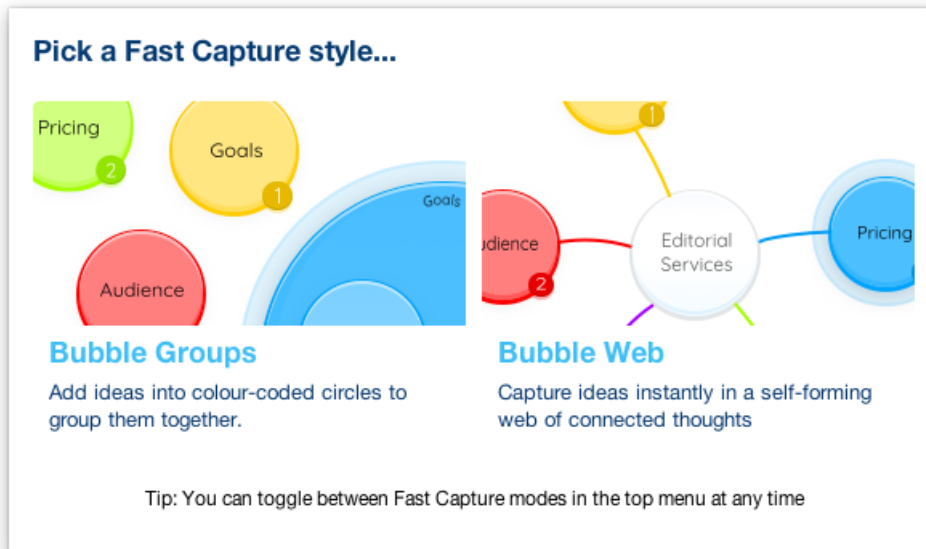 Pick a Fast Capture style...
Pricing
2
Goals
1
Goals
Audience
1
udience
2
Editorial
Services
Pricing
Bubble Groups
Add ideas into colour-coded circles to
group them together.
Bubble Web
Capture ideas instantly in a self-forming
web of connected thoughts
Tip: You can toggle between Fast Capture modes in the top menu at any time